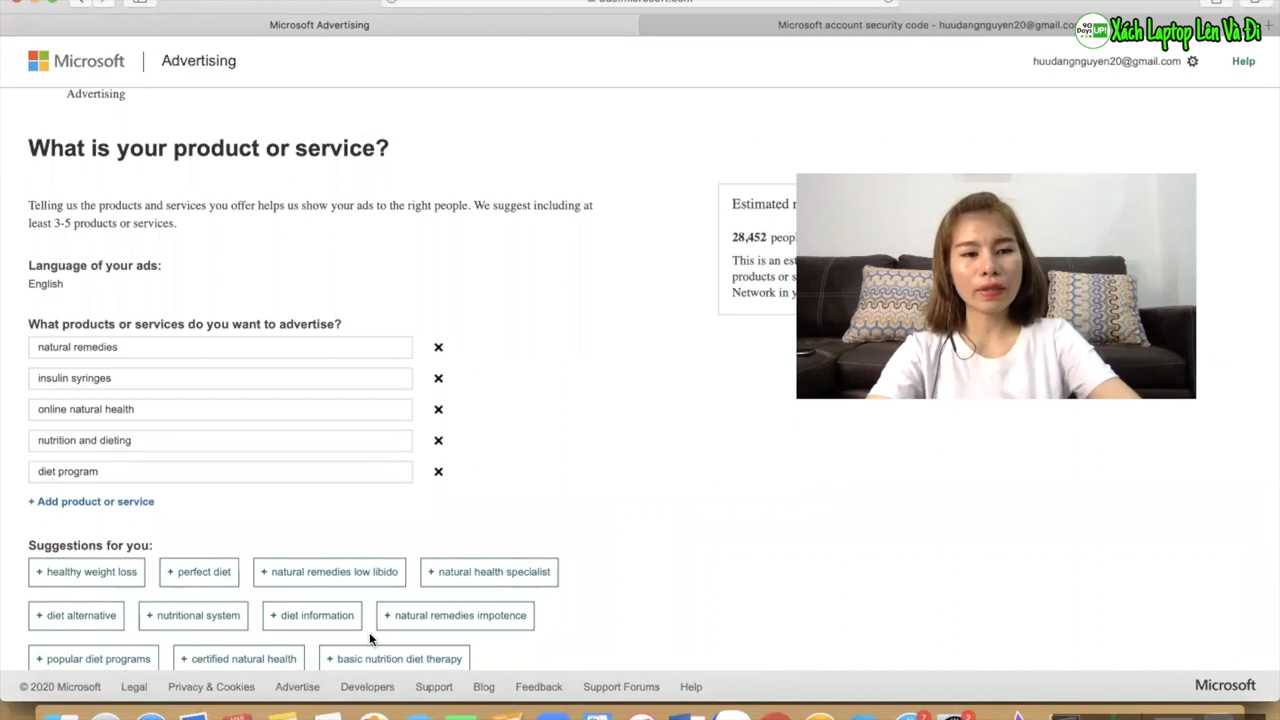 Microsoft Advertising
Microsoft account security code - huudangnguyen20@gmail.co
90 Days UP!
Xách Laptop Lên Và Đi
Microsoft
Advertising
huudangnguyen20@gmail.com
Help
Advertising
What is your product or service?
Telling us the products and services you offer helps us show your ads to the right people. We suggest including at
least 3-5 products or services.
Estimated
28,452 peop
This is an est
products or s
Network in y
Language of your ads:
English
What products or services do you want to advertise?
natural remedies
insulin syringes
online natural health
nutrition and dieting
diet program
+ Add product or service
Suggestions for you:
+ healthy weight loss
+ perfect diet
+ natural remedies low libido
+ natural health specialist
+ diet alternative
+ nutritional system
+ diet information
+ natural remedies impotence
+ popular diet programs
+ certified natural health
+ basic nutrition diet therapy
© 2020 Microsoft
Legal
Privacy & Cookies
Advertise
Developers
Support
Blog
Feedback
Support Forums
Help
Microsoft